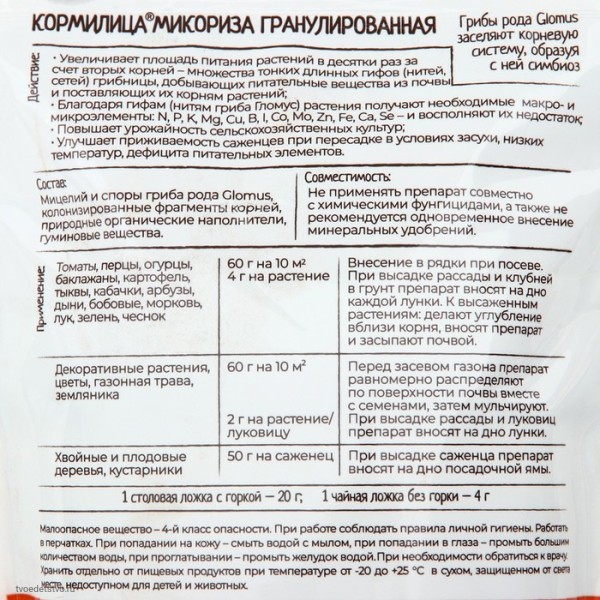 КОРМИЛИЦА® МИКОРИЗА ГРАНУЛИРОВАННАЯ
Грибы рода Glomus
заселяют корневую
систему, образуя
с ней симбиоз
Действие
• Увеличивает площадь питания растений в десятки раз за
счет вторых корней – множества тонких длинных гифов (нитей,
сетей) грибницы, добывающих питательные вещества из почвы
и поставляющих их корням растений;
• Благодаря гифам (нитям гриба Гломус) растения получают необходимые макро- и
микроэлементы: N, P, K, Mg, Cu, B, I, Co, Mo, Zn, Fe, Ca, Se – и восполняют их недостаток;
• Повышает урожайность сельскохозяйственных культур;
• Улучшает приживаемость саженцев при пересадке в условиях засухи, низких
температур, дефицита питательных элементов.
Состав:
Мицелий и споры гриба рода Glomus,
колонизированные фрагменты корней,
природные органические наполнители,
гуминовые вещества.
Совместимость:
Не применять препарат совместно
с химическими фунгицидами, а также не
рекомендуется одновременное внесение
минеральных удобрений.
Применение
Томаты, перцы, огурцы,
баклажаны, картофель,
тыквы, кабачки, арбузы,
дыни, бобовые, морковь,
лук, зелень, чеснок
60 г на 10 м²
4 г на растение
Внесение в рядки при посеве.
При высадке рассады и клубней
в грунт препарат вносят на дно
каждой лунки. К высаженным
растениям: делают углубление
вблизи корня, вносят препарат
и засыпают почвой.
Декоративные растения,
цветы, газонная трава,
земляника
60 г на 10 м²
2 г на растение/
луковицу
Перед засевом газона препарат
равномерно распределяют
по поверхности почвы вместе
с семенами, затем мульчируют.
При высадке рассады и луковиц
препарат вносят на дно лунки.
Хвойные и плодовые
деревья, кустарники
50 г на саженец
При высадке саженца препарат
вносят на дно посадочной ямы.
1 столовая ложка с горкой – 20 г; 1 чайная ложка без горки – 4 г
Малоопасное вещество – 4-й класс опасности. При работе соблюдать правила личной гигиены. Работать
в перчатках. При попадании на кожу – смыть водой с мылом, при попадании в глаза – промыть большим
количеством воды, при проглатывании – промыть желудок водой. При необходимости обратиться к врачу.
Хранить отдельно от пищевых продуктов при температуре от -20 до +25 °С в сухом, защищенном от света
месте, недоступном для детей и животных.
tvoedetstvo.ru